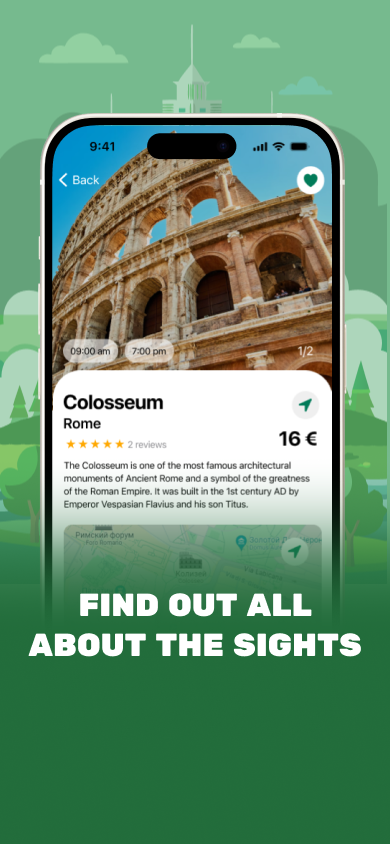 9:41
Back
09:00 am
7:00 pm
1/2
Colosseum
Rome
16 €
2 reviews
The Colosseum is one of the most famous architectural
monuments of Ancient Rome and a symbol of the greatness
of the Roman Empire. It was built in the 1st century AD by
Emperor Vespasian Flavius and his son Titus.
Римский форум
Foro Romano
Золотой
FIND OUT ALL
ABOUT THE SIGHTS